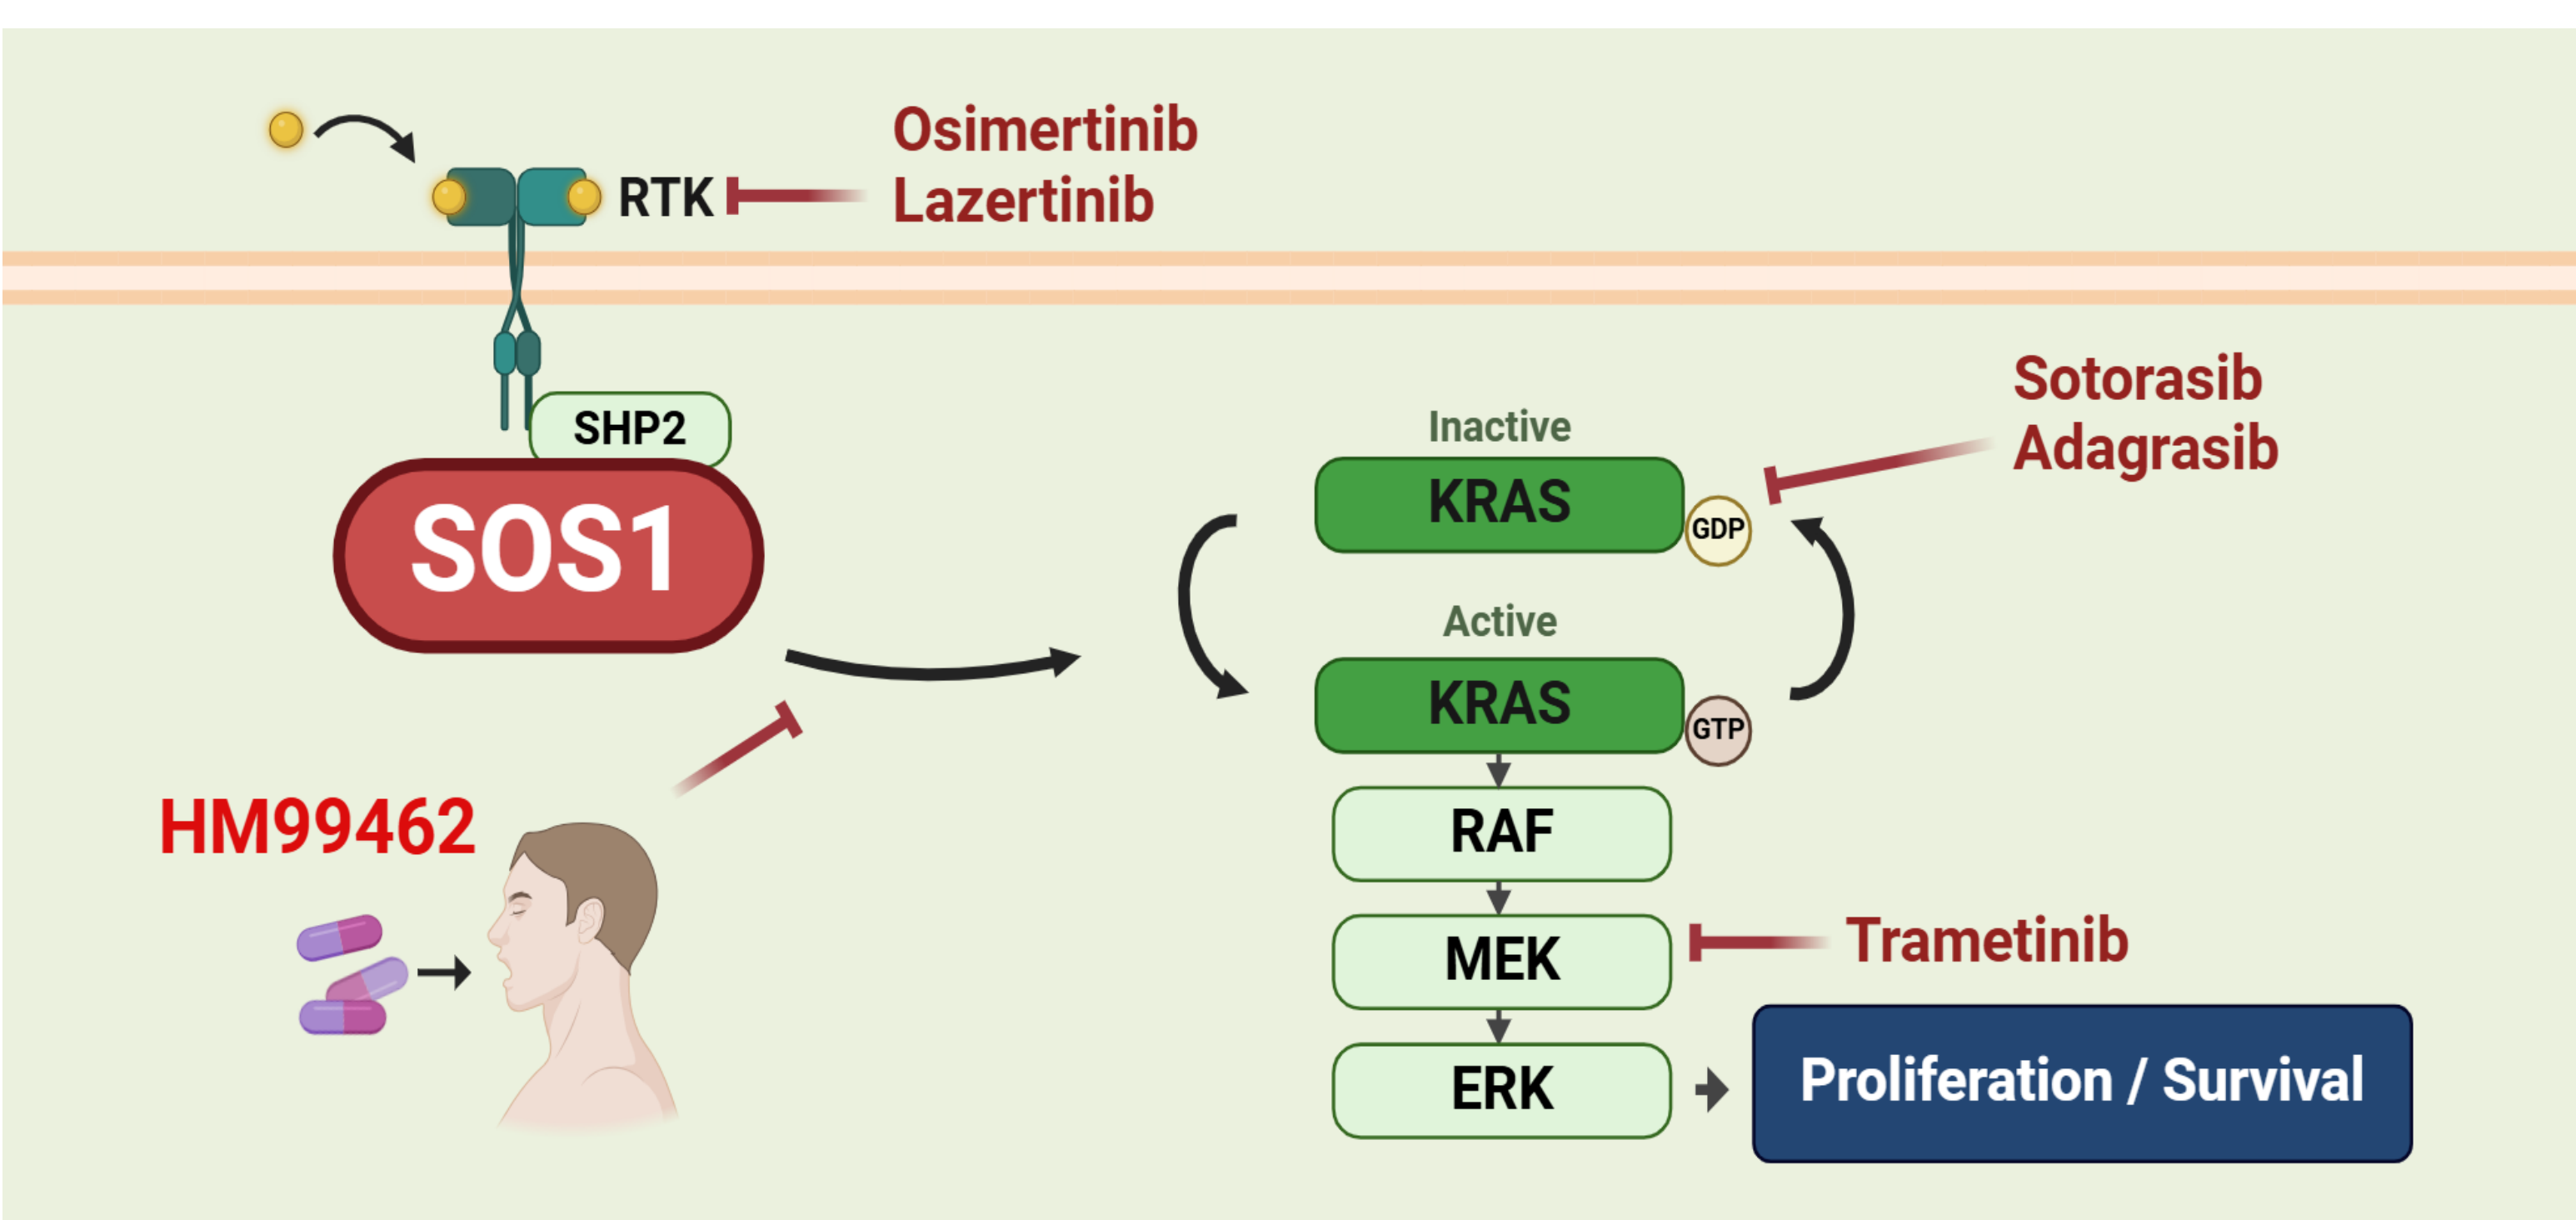 Osimertinib
Lazertinib
RTK
SHP2
SOS1
Sotorasib
Adagrasib
Inactive
KRAS
GDP
Active
KRAS
GTP
HM99462
RAF
MEK
Trametinib
ERK
Proliferation / Survival